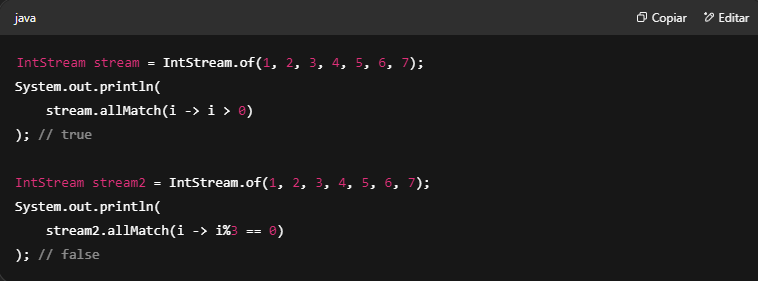 java Copiar Editar
IntStream stream = IntStream.of(1, 2, 3, 4, 5, 6, 7);
System.out.println(
    stream.allMatch(i -> i > 0)
); // true

IntStream stream2 = IntStream.of(1, 2, 3, 4, 5, 6, 7);
System.out.println(
    stream2.allMatch(i -> i%3 == 0)
); // false